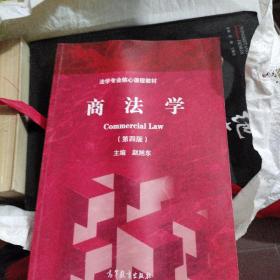 法学专业核心课程教材
商法学
Commercial Law
(第四版)
主编 赵旭东
高等教育出版社